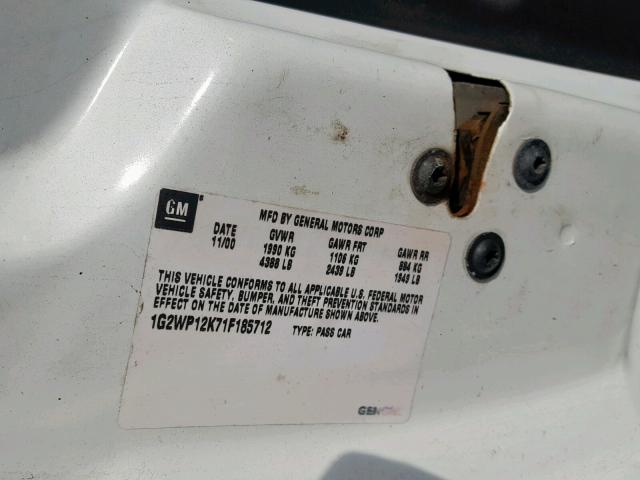 GM
MFD BY GENERAL MOTORS CORP
DATE GVWR GAWR FRT GAWR RR
11/00 1990 KG 1106 KG 884 KG
4388 LB 2439 LB 1949 LB
THIS VEHICLE CONFORMS TO ALL APPLICABLE U.S. FEDERAL MOTOR
VEHICLE SAFETY, BUMPER, AND THEFT PREVENTION STANDARDS IN
EFFECT ON THE DATE OF MANUFACTURE SHOWN ABOVE.
1G2WP12K71F185712 TYPE: PASS CAR